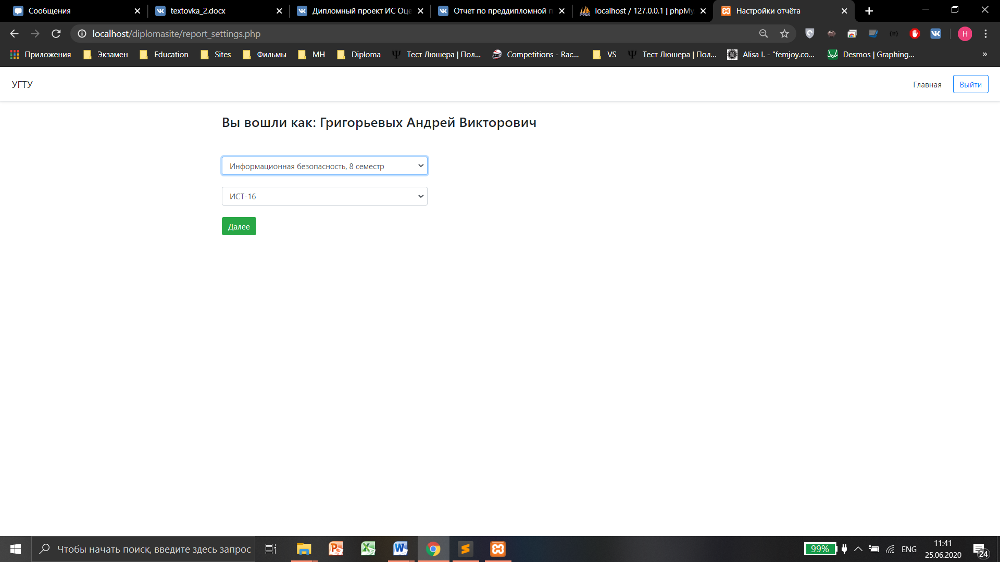 Сообщения
textovka_2.docx
Дипломный проект ИС Оце
Отчет по преддипломной п
localhost / 127.0.0.1 | phpMy
Настройки отчёта
localhost/diplomasite/report_settings.php
Н
Приложения
Экзамен
Education
Sites
Фильмы
МН
Diploma
Тест Люшера | Пол...
Competitions - Rac...
VS
Тест Люшера | Пол...
Alisa I. - "femjoy.co...
Desmos | Graphing...
»
УГТУ
Главная
Выйти
Вы вошли как: Григорьевых Андрей Викторович
Информационная безопасность, 8 семестр
ИСТ-16
Далее
Чтобы начать поиск, введите здесь запрос
99%
ENG
11:41
25.06.2020
24